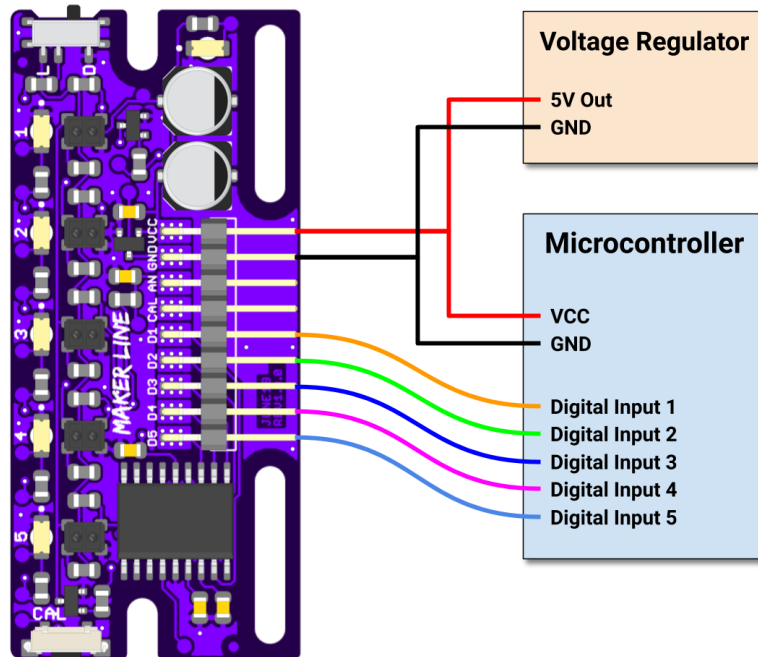 L D
1
2
3
4
5
CAL
MAKER LINE
VCC
GND
AN
CAL
D1
D2
D3
D4
D5
Voltage Regulator
5V Out
GND
Microcontroller
VCC
GND
Digital Input 1
Digital Input 2
Digital Input 3
Digital Input 4
Digital Input 5